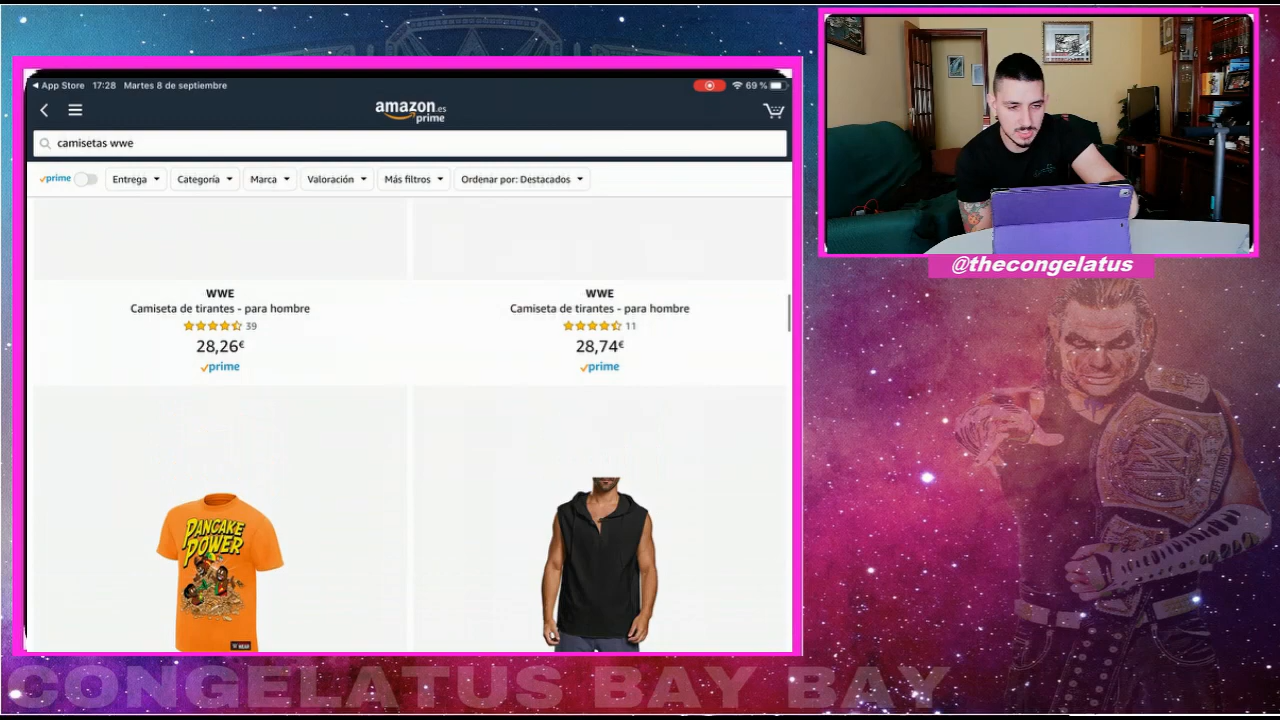 App Store 17:28 Martes 8 de septiembre
69 %
amazon.es
prime
camisetas wwe
prime
Entrega
Categoría
Marca
Valoración
Más filtros
Ordenar por: Destacados
WWE
Camiseta de tirantes - para hombre
39
28,26€
prime
WWE
Camiseta de tirantes - para hombre
11
28,74€
prime
PANCAKE
POWER
@thecongelatus
CONGELATUS BAY BAY